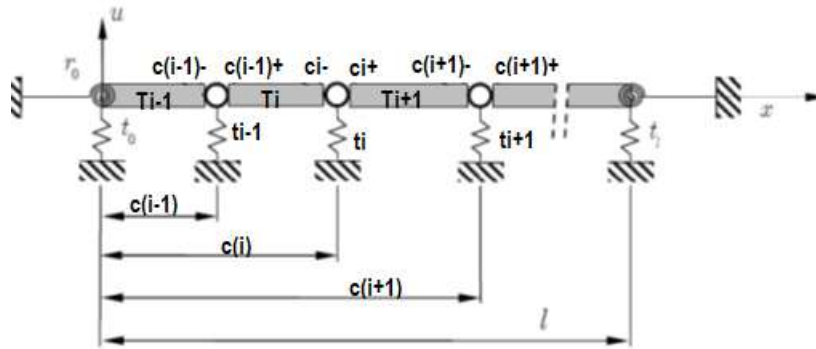 u
r₀ c(i-1)- c(i-1)+ ci- ci+ c(i+1)- c(i+1)+
Ti-1 Ti Ti+1 x
t₀ ti-1 ti ti+1 tₗ
c(i-1)
c(i)
c(i+1)
l